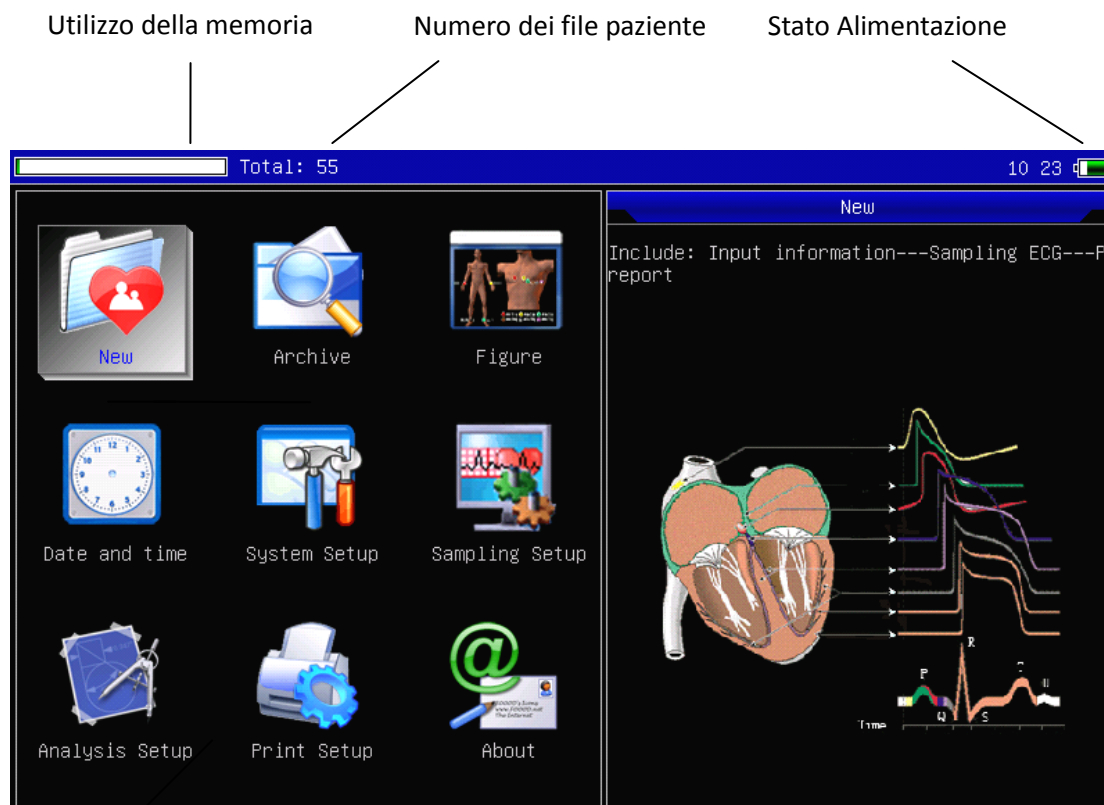 Utilizzo della memoria Numero dei file paziente Stato Alimentazione
Total: 55 10 23
New
Include: Input information---Sampling ECG---P
report
New Archive Figure
Date and time System Setup Sampling Setup
Analysis Setup Print Setup About
R
P
Q S
Time